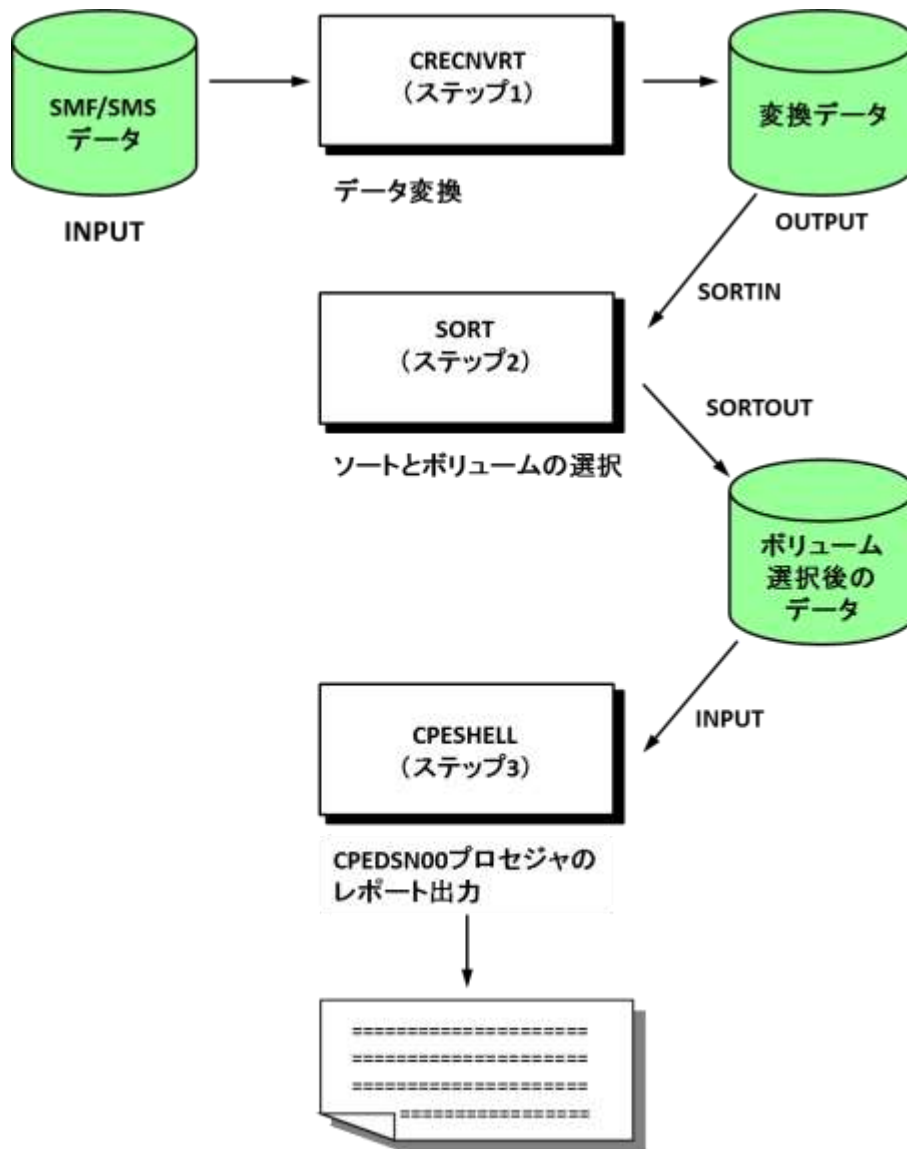 SMF/SMS
データ
INPUT
CRECNVRT
（ステップ1）
データ変換
変換データ
OUTPUT
SORTIN
SORT
（ステップ2）
ソートとボリュームの選択
SORTOUT
ボリューム
選択後の
データ
INPUT
CPESHELL
（ステップ3）
CPEDSN00プロセジャの
レポート出力
======================
======================
======================
==================